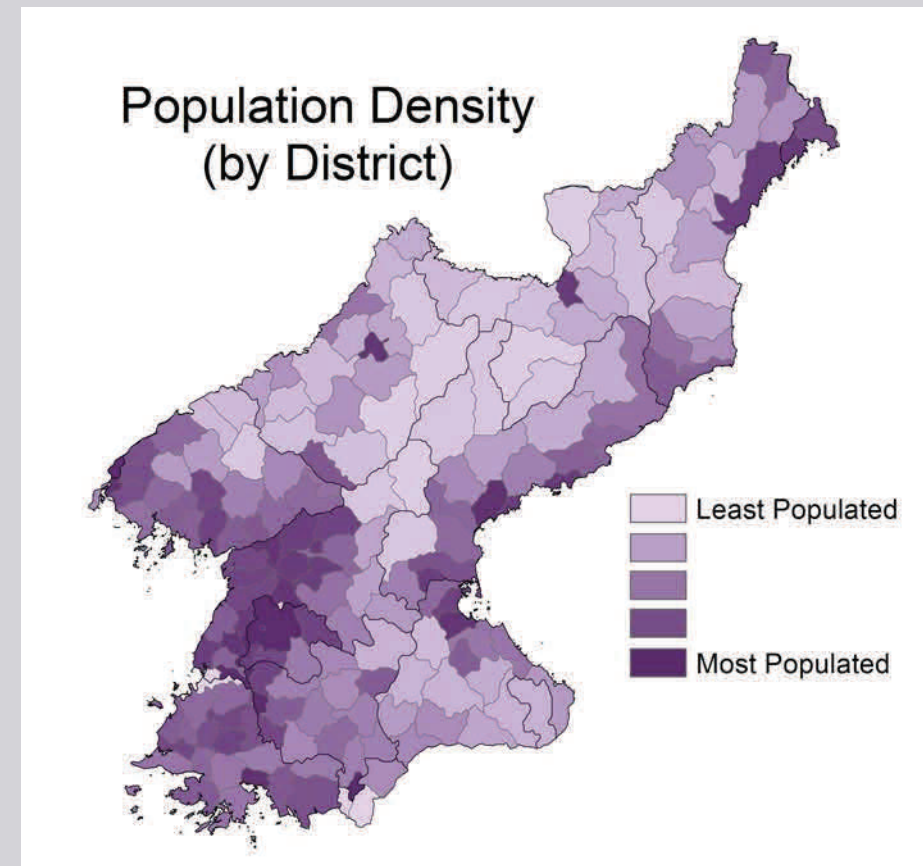 Population Density
(by District)
Least Populated
Most Populated